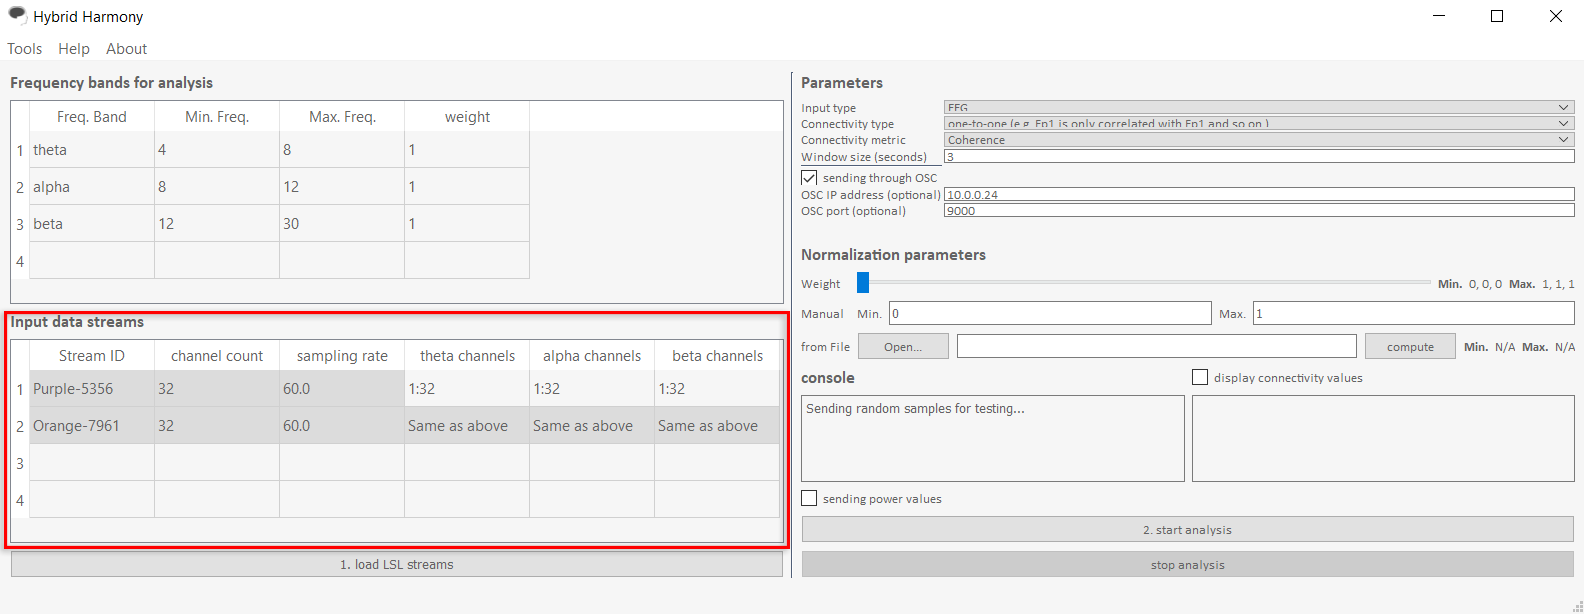 Hybrid Harmony
Tools Help About
Frequency bands for analysis
Freq. Band Min. Freq. Max. Freq. weight
1 theta 4 8 1
2 alpha 8 12 1
3 beta 12 30 1
4
Input data streams
Stream ID channel count sampling rate theta channels alpha channels beta channels
1 Purple-5356 32 60.0 1:32 1:32 1:32
2 Orange-7961 32 60.0 Same as above Same as above Same as above
3
4
1. load LSL streams
Parameters
Input type EEG
Connectivity type one-to-one (e.g. Fp1 is only correlated with Fp1 and so on.)
Connectivity metric Coherence
Window size (seconds) 3
sending through OSC
OSC IP address (optional) 10.0.0.24
OSC port (optional) 9000
Normalization parameters
Weight Min. 0, 0, 0 Max. 1, 1, 1
Manual Min. 0 Max. 1
from File Open... compute Min. N/A Max. N/A
console display connectivity values
Sending random samples for testing...
sending power values
2. start analysis
stop analysis